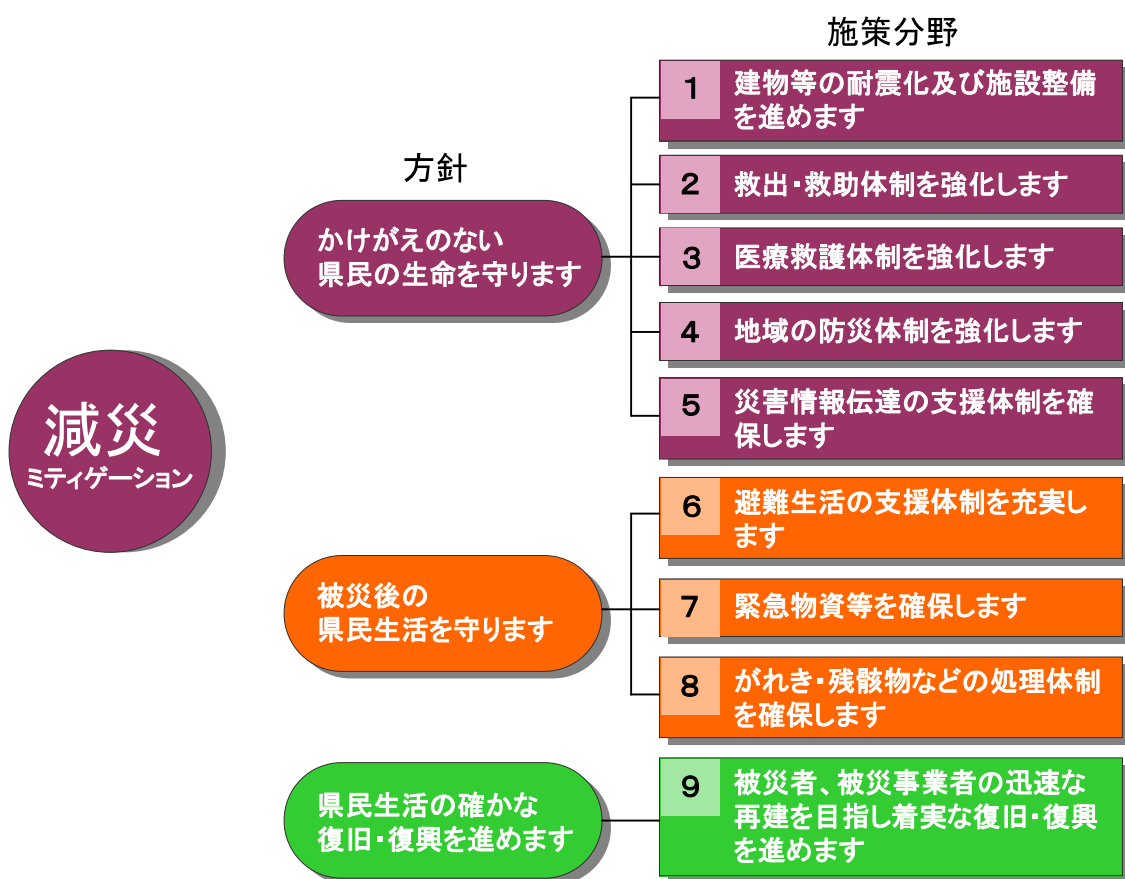 施策分野
1
建物等の耐震化及び施設整備
を進めます
方針
2
救出・救助体制を強化します
かけがえのない
県民の生命を守ります
3
医療救護体制を強化します
4
地域の防災体制を強化します
5
災害情報伝達の支援体制を確
保します
減災
ミティゲーション
6
避難生活の支援体制を充実し
ます
被災後の
県民生活を守ります
7
緊急物資等を確保します
8
がれき・残骸物などの処理体制
を確保します
県民生活の確かな
復旧・復興を進めます
9
被災者、被災事業者の迅速な
再建を目指し着実な復旧・復興
を進めます